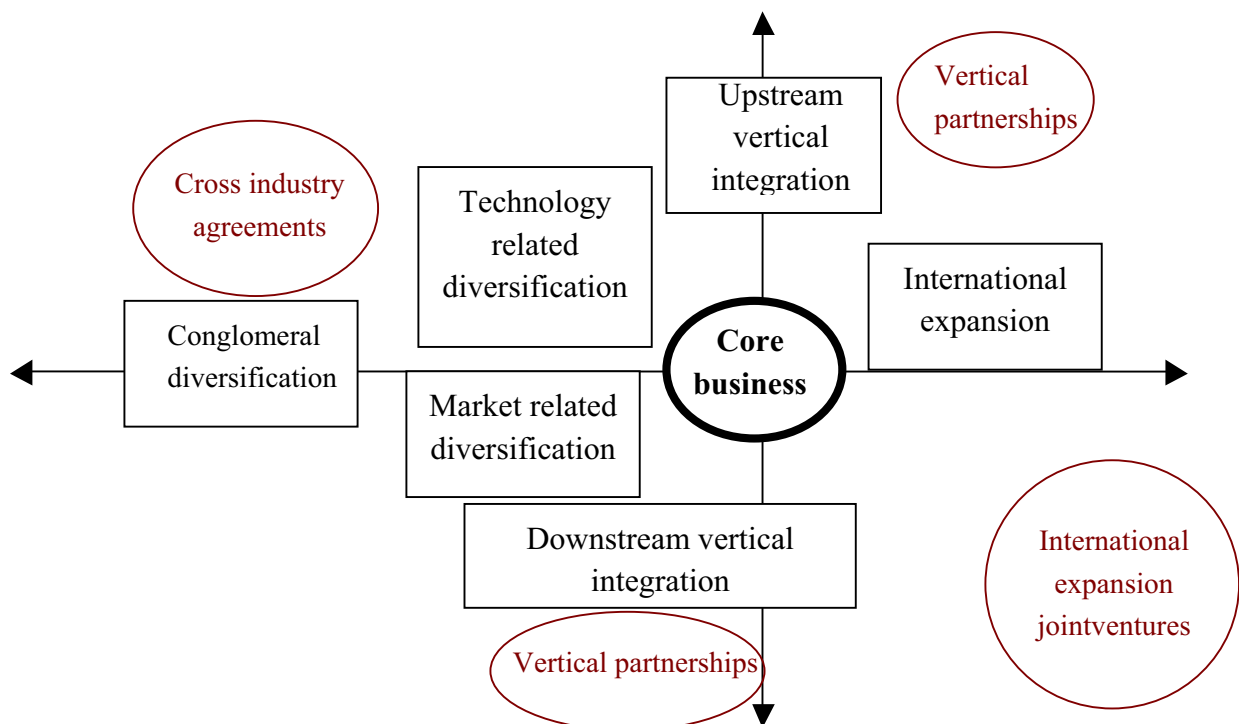 Upstream
vertical
integration
Vertical
partnerships
Cross industry
agreements
Technology
related
diversification
International
expansion
Conglomeral
diversification
Core
business
Market related
diversification
Downstream vertical
integration
International
expansion
jointventures
Vertical partnerships